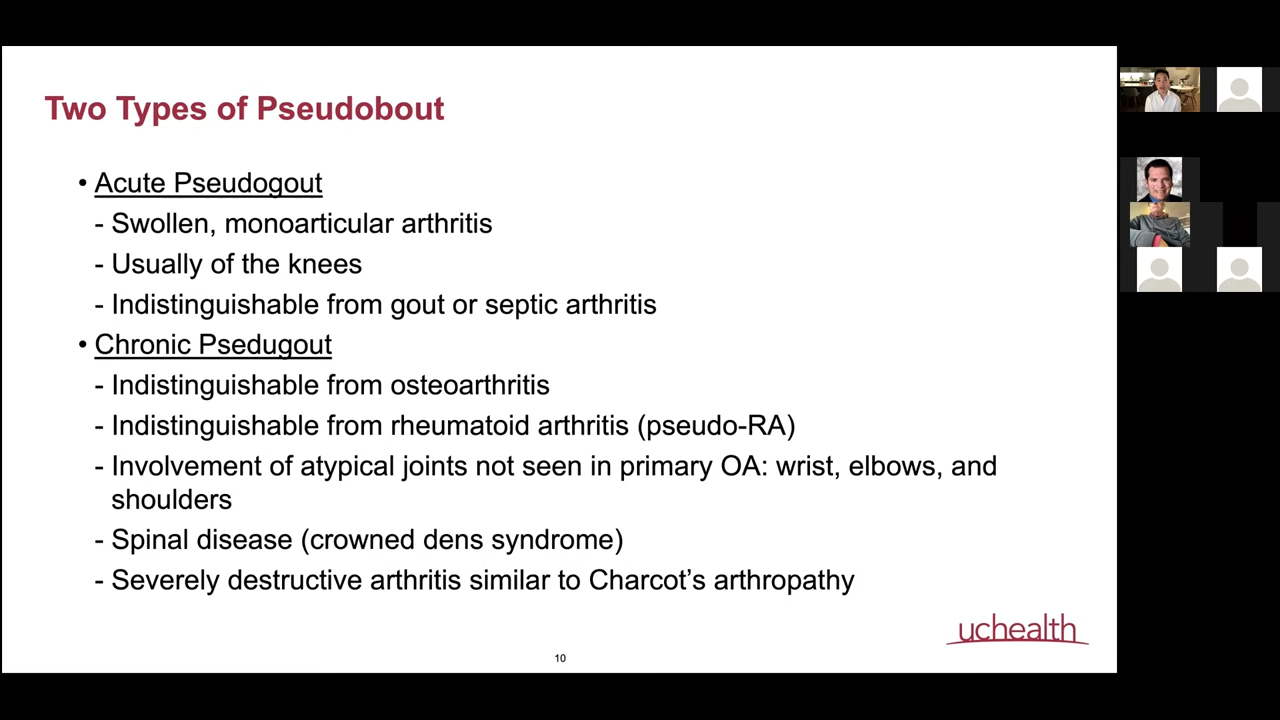 Two Types of Pseudobout
• Acute Pseudogout
- Swollen, monoarticular arthritis
- Usually of the knees
- Indistinguishable from gout or septic arthritis
• Chronic Psedugout
- Indistinguishable from osteoarthritis
- Indistinguishable from rheumatoid arthritis (pseudo-RA)
- Involvement of atypical joints not seen in primary OA: wrist, elbows, and
shoulders
- Spinal disease (crowned dens syndrome)
- Severely destructive arthritis similar to Charcot’s arthropathy
uchealth
10